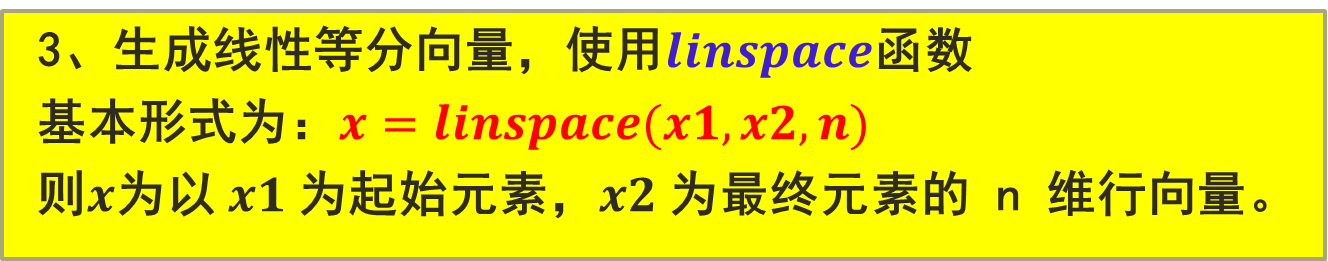 3、生成线性等分向量，使用linspace函数
基本形式为：x = linspace(x1, x2, n)
则x为以 x1 为起始元素，x2 为最终元素的 n 维行向量。